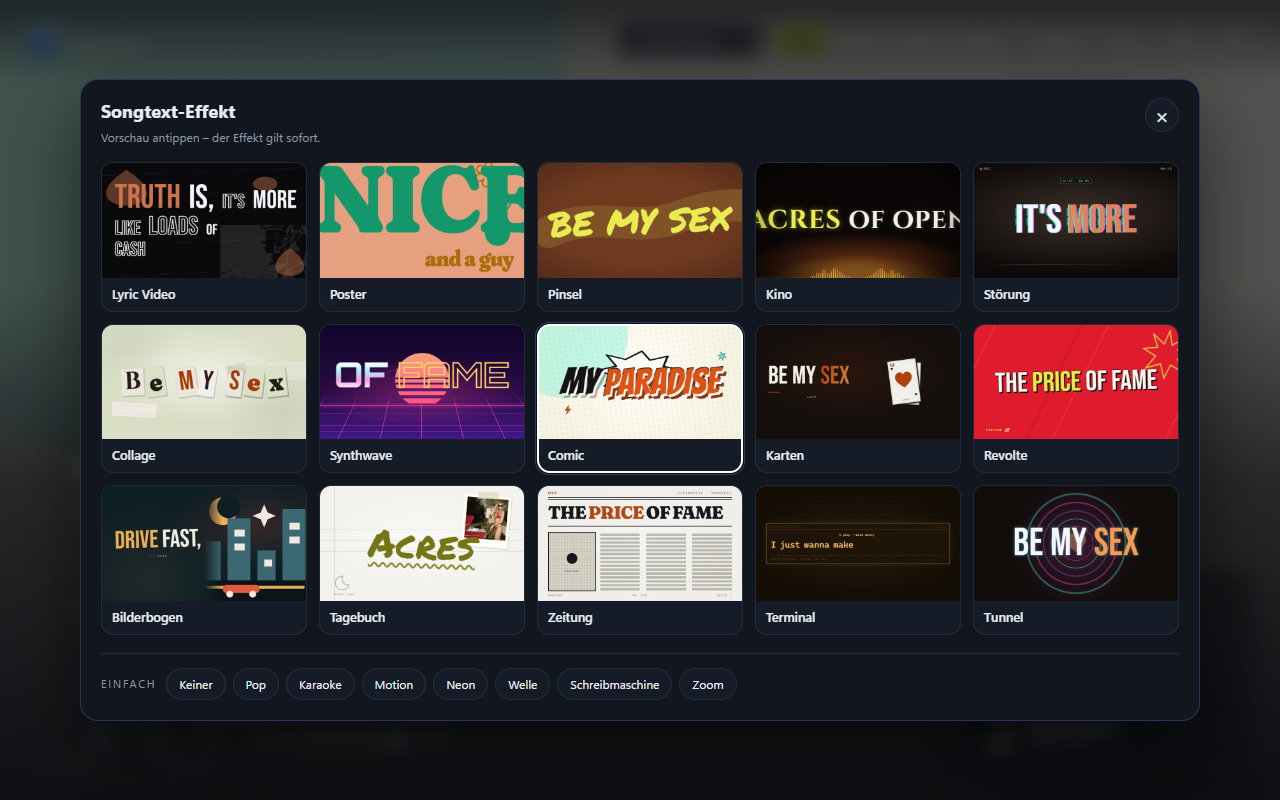 Songtext-Effekt
Vorschau antippen – der Effekt gilt sofort.
TRUTH IS, IT'S MORE
LIKE LOADS OF
CASH
Lyric Video
NICE
and a guy
Poster
BE MY SEX
Pinsel
ACRES OF OPEN
Kino
IT'S MORE
Störung
Be MY Sex
Collage
OF FAME
Synthwave
MY PARADISE
Comic
BE MY SEX
Karten
THE PRICE OF FAME
Revolte
DRIVE FAST,
Bilderbogen
ACRES
Tagebuch
THE PRICE OF FAME
Zeitung
I just wanna make
Terminal
BE MY SEX
Tunnel
EINFACH
Keiner
Pop
Karaoke
Motion
Neon
Welle
Schreibmaschine
Zoom